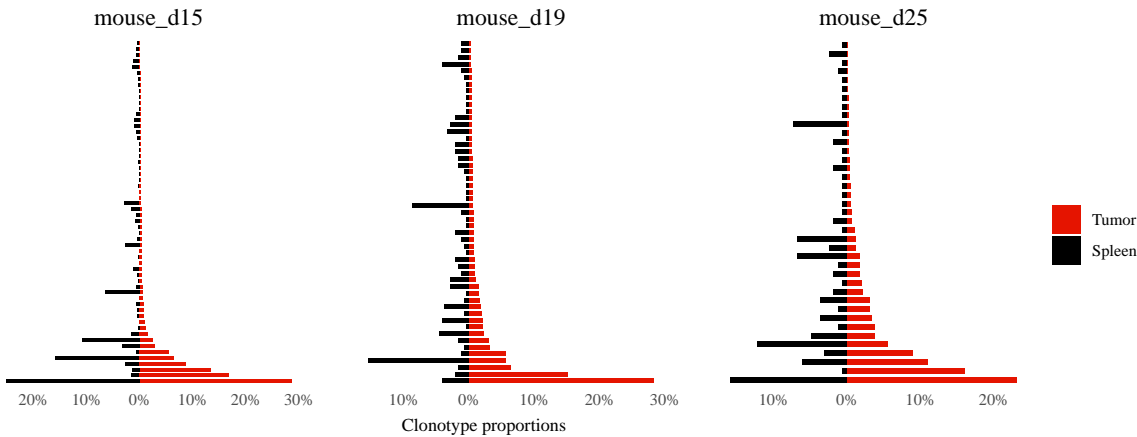 mouse_d15 mouse_d19 mouse_d25
Tumor
Spleen
20% 10% 0% 10% 20% 30% 10% 0% 10% 20% 30% 10% 0% 10% 20%
Clonotype proportions